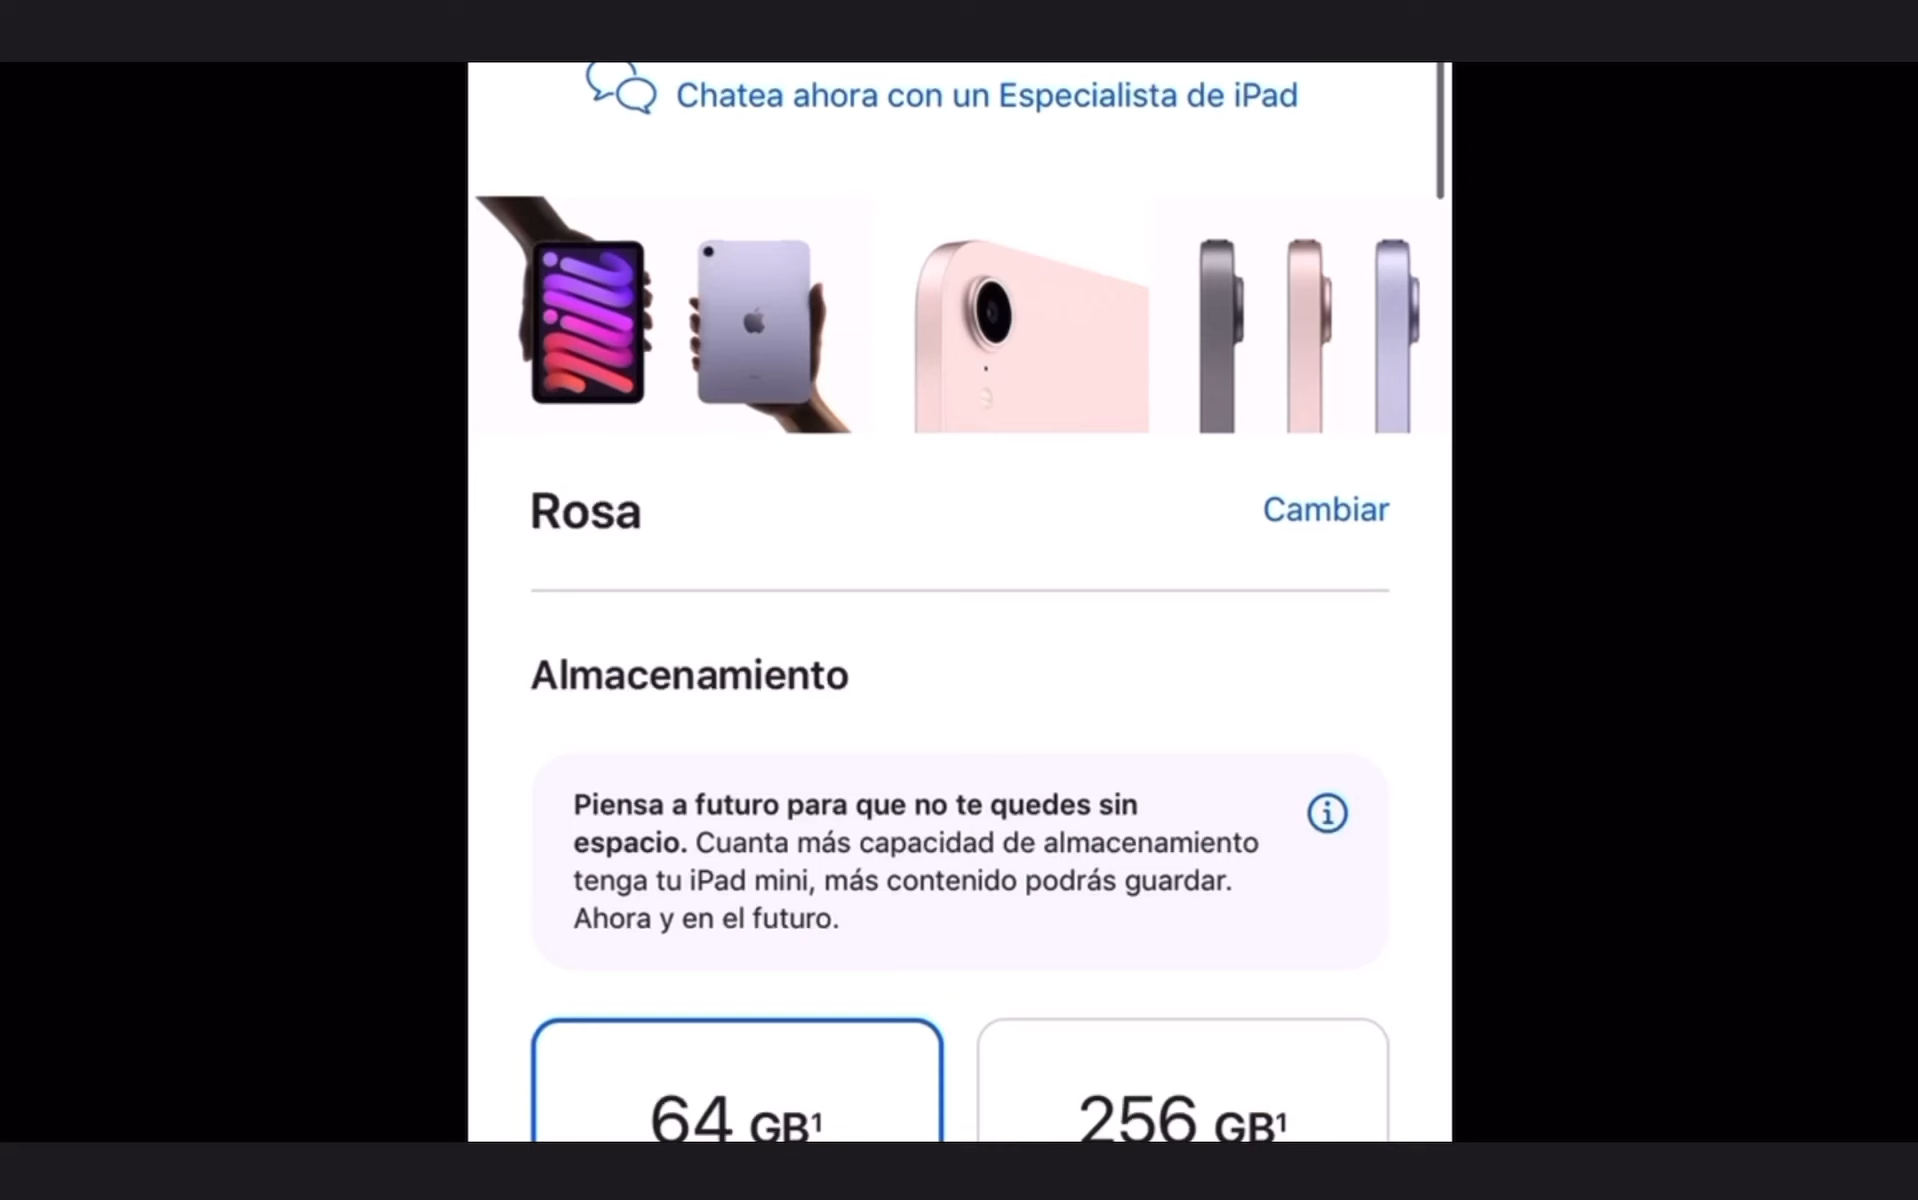 Chatea ahora con un Especialista de iPad
Rosa
Cambiar
Almacenamiento
Piensa a futuro para que no te quedes sin
espacio. Cuanta más capacidad de almacenamiento
tenga tu iPad mini, más contenido podrás guardar.
Ahora y en el futuro.
64 GB¹
256 GB¹